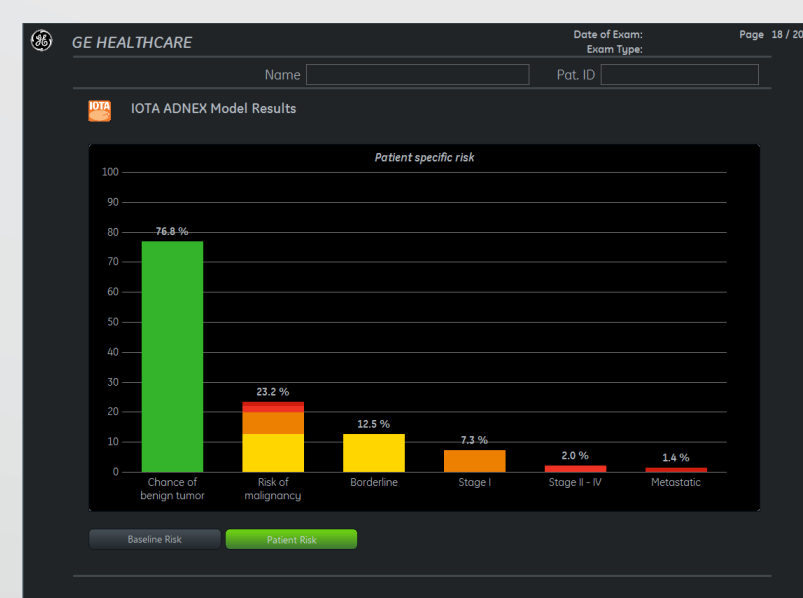 GE HEALTHCARE
Date of Exam:
Exam Type:
Page 18 / 20
Name
Pat. ID
IOTA
IOTA ADNEX Model Results
Patient specific risk
100
90
80
70
60
50
40
30
20
10
0
76.8 %
23.2 %
12.5 %
7.3 %
2.0 %
1.4 %
Chance of
benign tumor
Risk of
malignancy
Borderline
Stage I
Stage II - IV
Metastatic
Baseline Risk
Patient Risk